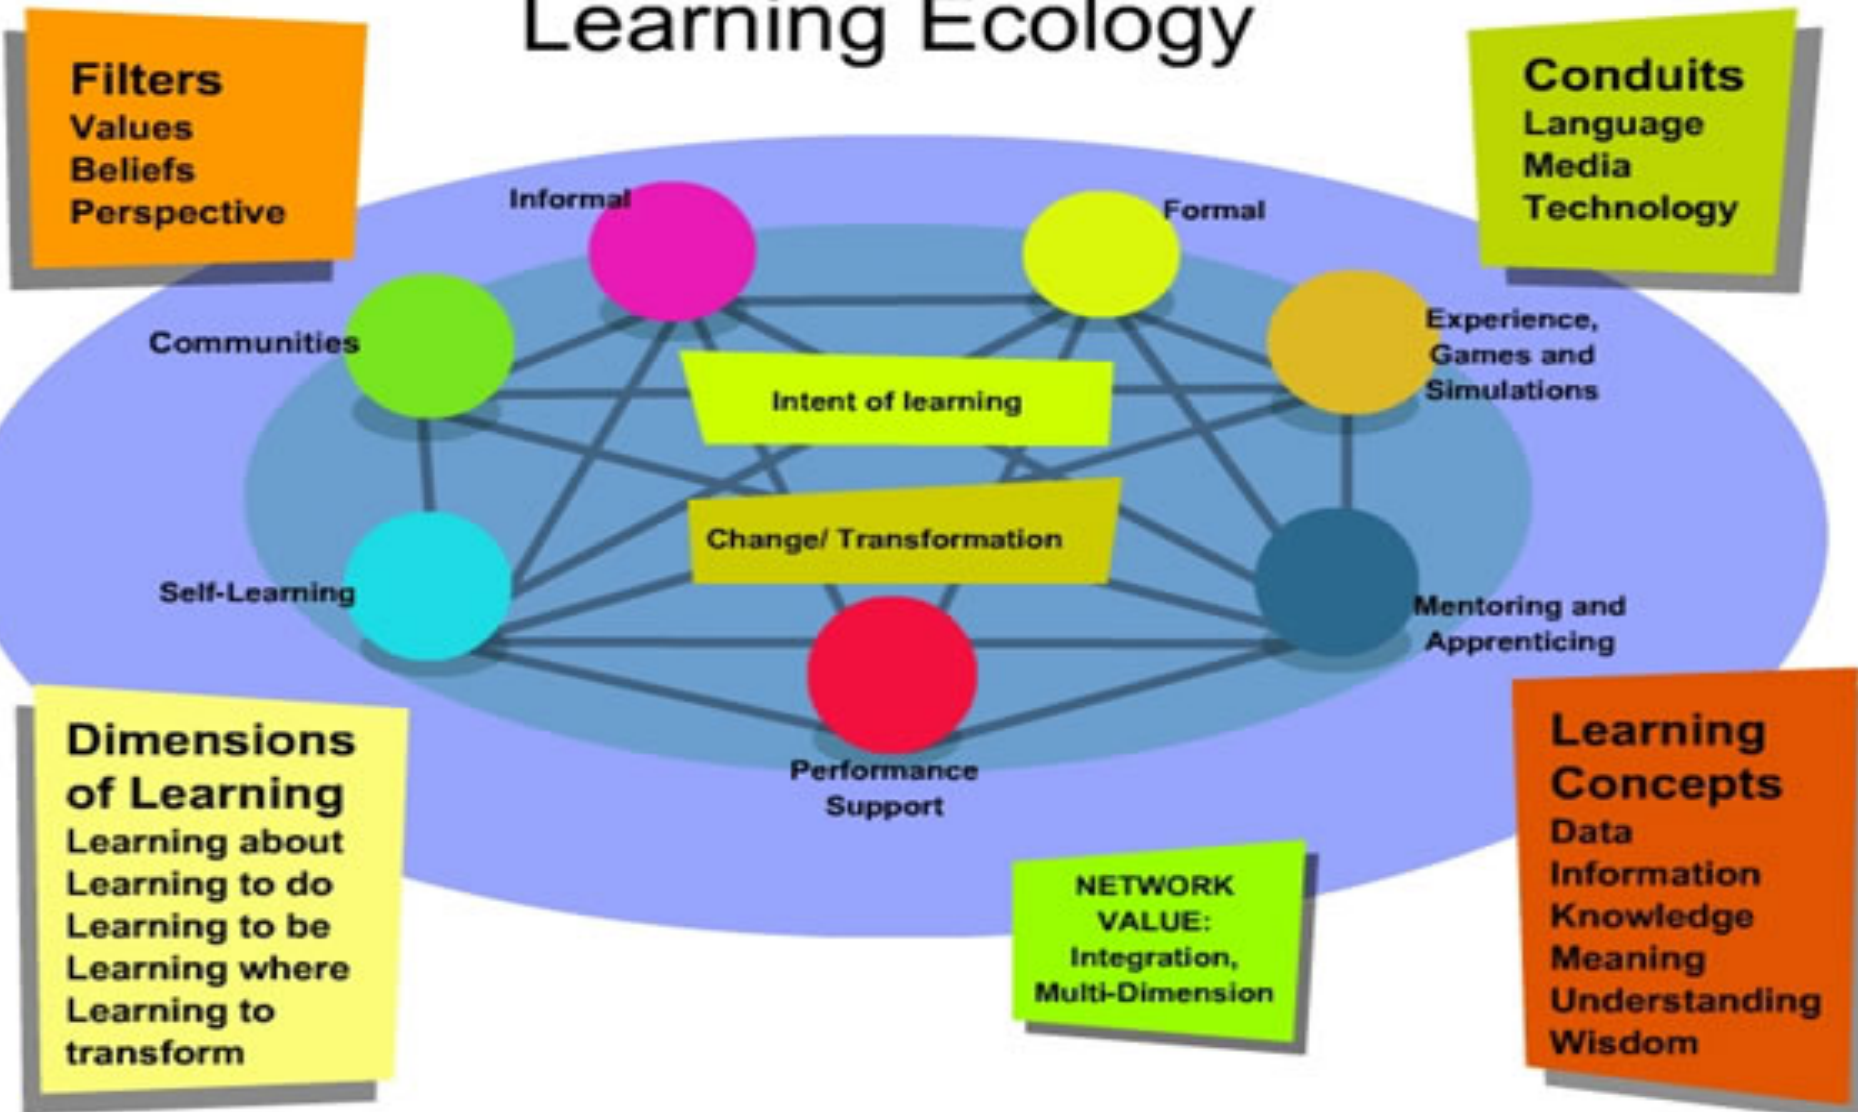 Learning Ecology
Filters
Values
Beliefs
Perspective
Conduits
Language
Media
Technology
Informal
Formal
Communities
Experience,
Games and
Simulations
Intent of learning
Change/ Transformation
Self-Learning
Mentoring and
Apprenticing
Performance
Support
Dimensions
of Learning
Learning about
Learning to do
Learning to be
Learning where
Learning to
transform
NETWORK
VALUE:
Integration,
Multi-Dimension
Learning
Concepts
Data
Information
Knowledge
Meaning
Understanding
Wisdom